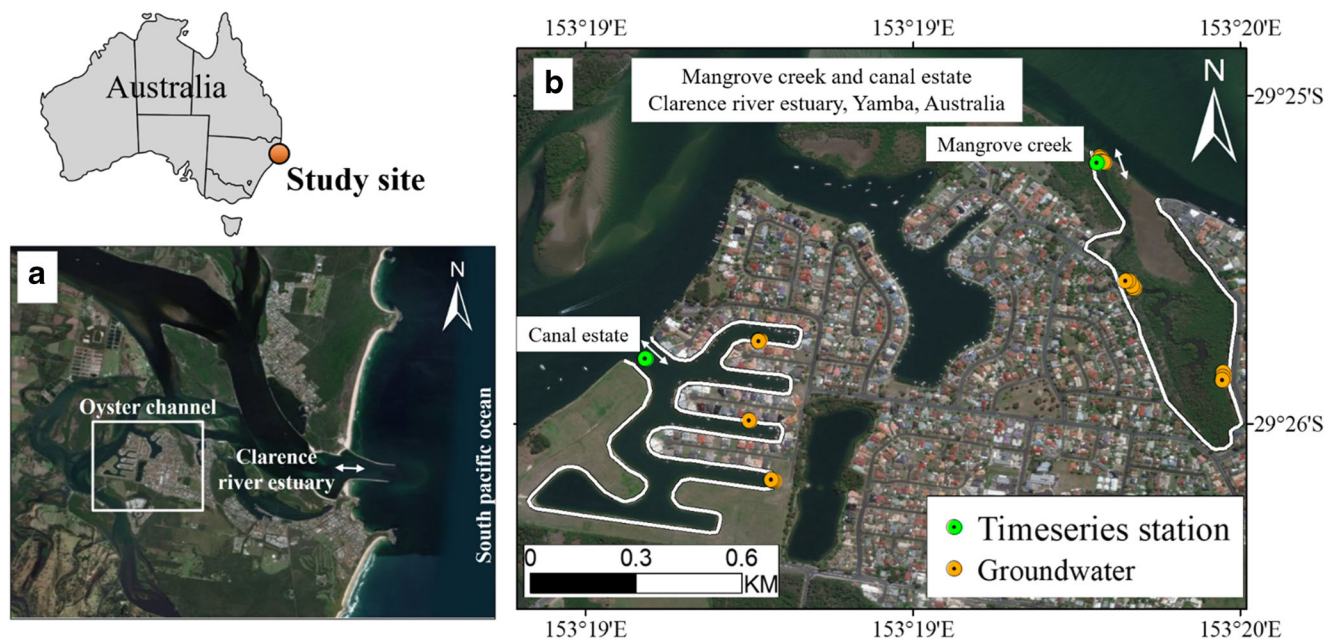 Australia
Study site
a
N
Oyster channel
Clarence
river estuary
South pacific ocean
153°19'E
153°19'E
153°20'E
b
Mangrove creek and canal estate
Clarence river estuary, Yamba, Australia
N
29°25'S
Mangrove creek
Canal estate
29°26'S
Timeseries station
Groundwater
0
0.3
0.6
KM
153°19'E
153°19'E
153°20'E